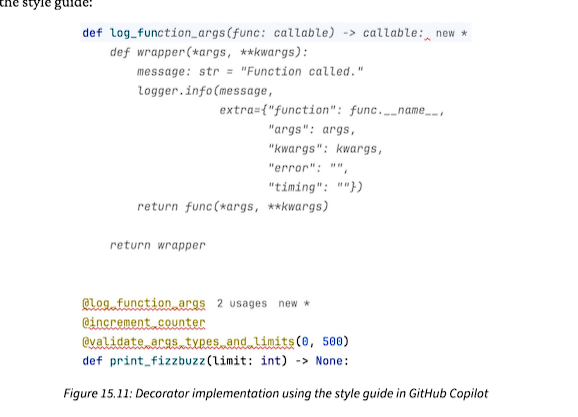 the style guide:
def log_function_args(func: callable) -> callable: new *
def wrapper(*args, **kwargs):
message: str = "Function called."
logger.info(message,
extra={"function": func.__name__,
"args": args,
"kwargs": kwargs,
"error": "",
"timing": ""})
return func(*args, **kwargs)
return wrapper
@log_function_args 2 usages new *
@increment_counter
@validate_args_types_and_limits(0, 500)
def print_fizzbuzz(limit: int) -> None:
Figure 15.11: Decorator implementation using the style guide in GitHub Copilot